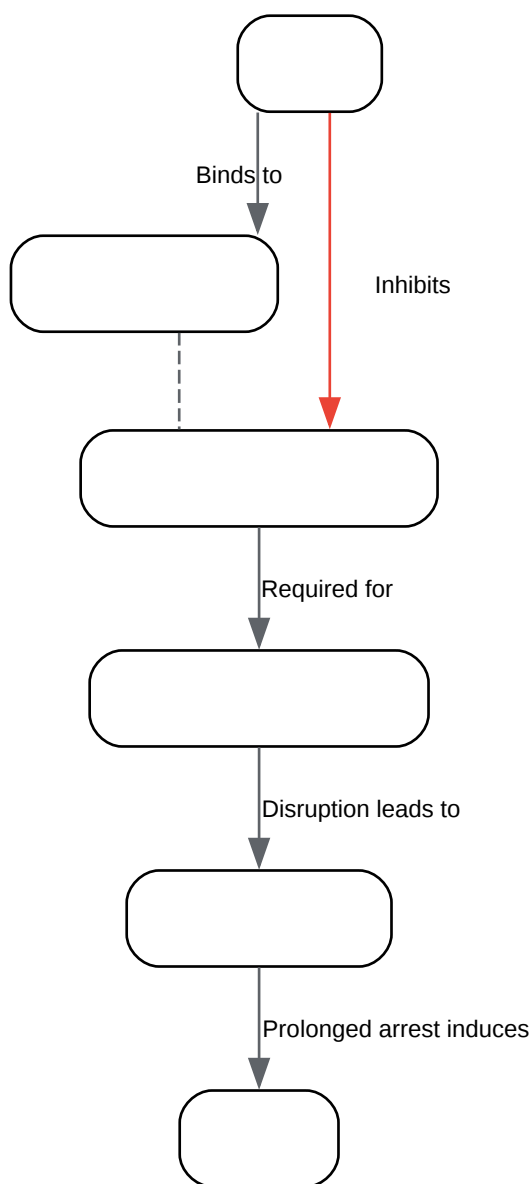 Binds to
Inhibits
Required for
Disruption leads to
Prolonged arrest induces